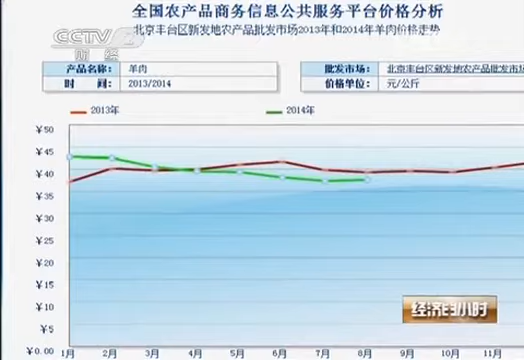 CCTV 2
财经
全国农产品商务信息公共服务平台价格分析
北京丰台区新发地农产品批发市场2013年和2014年羊肉价格走势
产品名称： 羊肉 批发市场： 北京丰台区新发地农产品批发市场
时 间： 2013/2014 价格单位： 元/公斤
2013年 2014年
¥50
¥45
¥40
¥35
¥30
¥25
¥20
¥15
¥10
¥5
¥0.00
1月 2月 3月 4月 5月 6月 7月 8月 9月 10月 11月
经济半小时